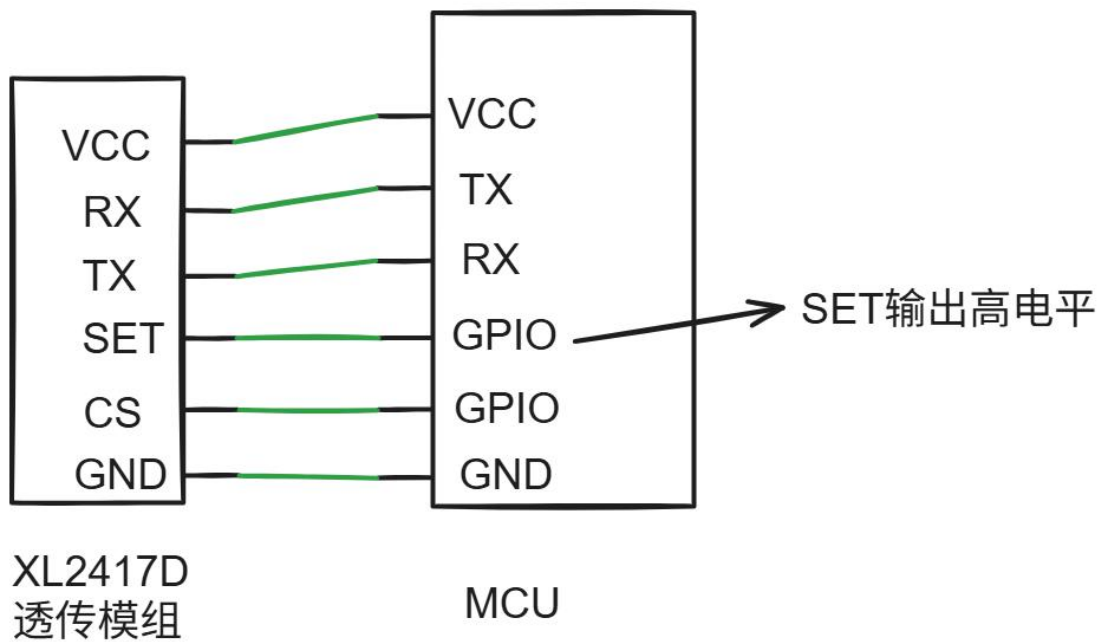 VCC
RX
TX
SET
CS
GND
XL2417D
透传模组
VCC
TX
RX
GPIO
GPIO
GND
MCU
SET输出高电平